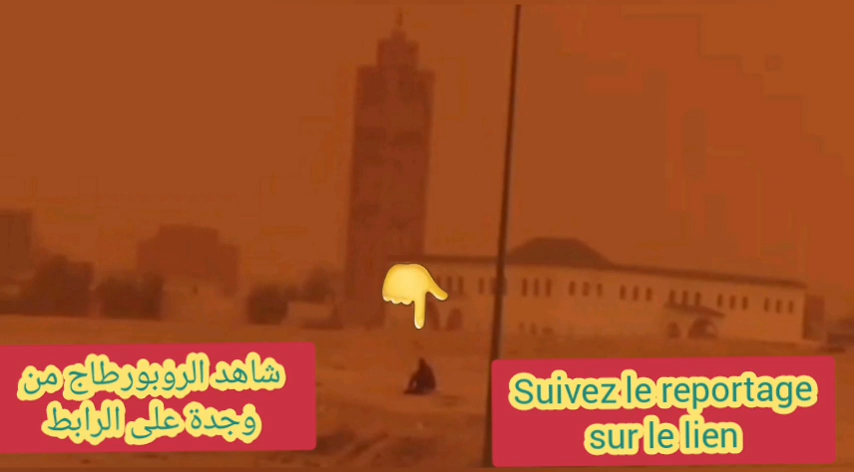 شاهد الروبورطاج من
وجدة على الرابط
Suivez le reportage
sur le lien